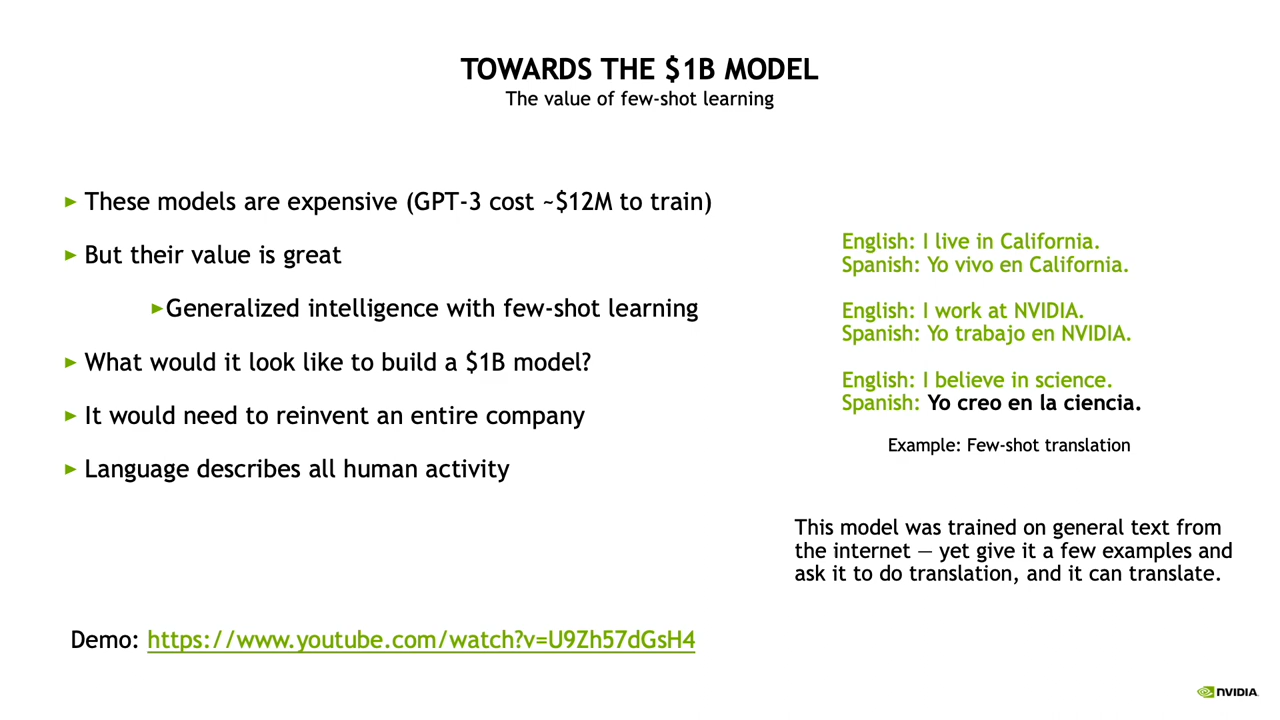 TOWARDS THE $1B MODEL
The value of few-shot learning
► These models are expensive (GPT-3 cost ~$12M to train)
► But their value is great
►Generalized intelligence with few-shot learning
► What would it look like to build a $1B model?
► It would need to reinvent an entire company
► Language describes all human activity
English: I live in California.
Spanish: Yo vivo en California.
English: I work at NVIDIA.
Spanish: Yo trabajo en NVIDIA.
English: I believe in science.
Spanish: Yo creo en la ciencia.
Example: Few-shot translation
This model was trained on general text from
the internet — yet give it a few examples and
ask it to do translation, and it can translate.
Demo: https://www.youtube.com/watch?v=U9Zh57dGsH4
NVIDIA.